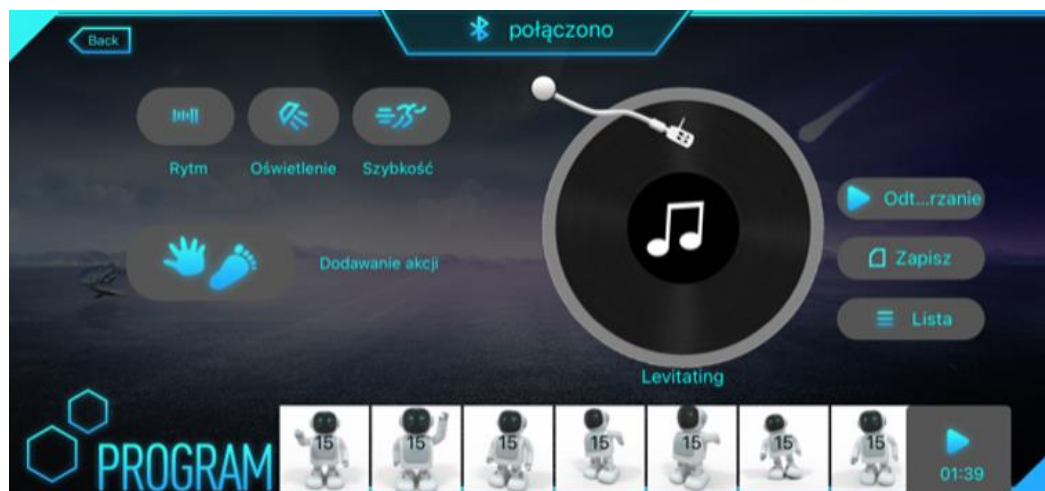 Back
połączono
Rytm
Oświetlenie
Szybkość
Odt...rzanie
Dodawanie akcji
Zapisz
Lista
Levitating
PROGRAM
15
15
15
15
15
15
15
01:39